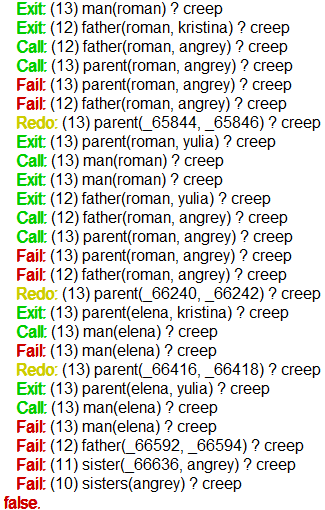 Exit: (13) man(roman) ? creep
Exit: (12) father(roman, kristina) ? creep
Call: (12) father(roman, angrey) ? creep
Call: (13) parent(roman, angrey) ? creep
Fail: (13) parent(roman, angrey) ? creep
Fail: (12) father(roman, angrey) ? creep
Redo: (13) parent(_65844, _65846) ? creep
Exit: (13) parent(roman, yulia) ? creep
Call: (13) man(roman) ? creep
Exit: (13) man(roman) ? creep
Exit: (12) father(roman, yulia) ? creep
Call: (12) father(roman, angrey) ? creep
Call: (13) parent(roman, angrey) ? creep
Fail: (13) parent(roman, angrey) ? creep
Fail: (12) father(roman, angrey) ? creep
Redo: (13) parent(_66240, _66242) ? creep
Exit: (13) parent(elena, kristina) ? creep
Call: (13) man(elena) ? creep
Fail: (13) man(elena) ? creep
Redo: (13) parent(_66416, _66418) ? creep
Exit: (13) parent(elena, yulia) ? creep
Call: (13) man(elena) ? creep
Fail: (13) man(elena) ? creep
Fail: (12) father(_66592, _66594) ? creep
Fail: (11) sister(_66636, angrey) ? creep
Fail: (10) sisters(angrey) ? creep
false.